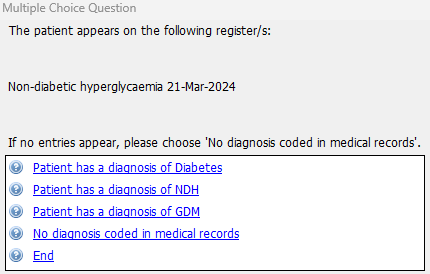 Multiple Choice Question
The patient appears on the following register/s:
Non-diabetic hyperglycaemia 21-Mar-2024
If no entries appear, please choose 'No diagnosis coded in medical records'.
Patient has a diagnosis of Diabetes
Patient has a diagnosis of NDH
Patient has a diagnosis of GDM
No diagnosis coded in medical records
End